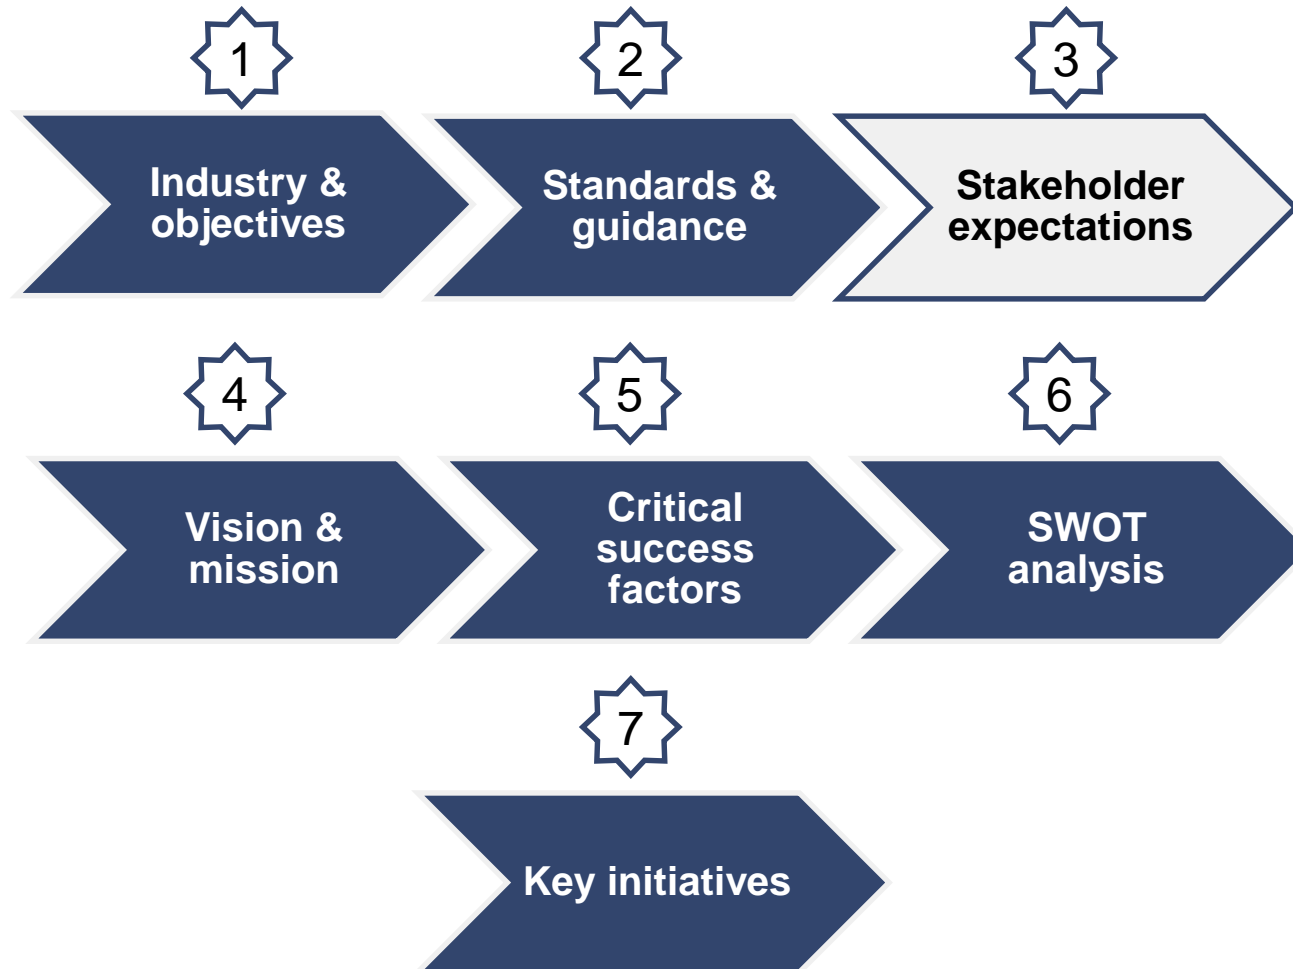 1
2
3
Industry &
objectives
Standards &
guidance
Stakeholder
expectations
4
5
6
Vision &
mission
Critical
success
factors
SWOT
analysis
7
Key initiatives